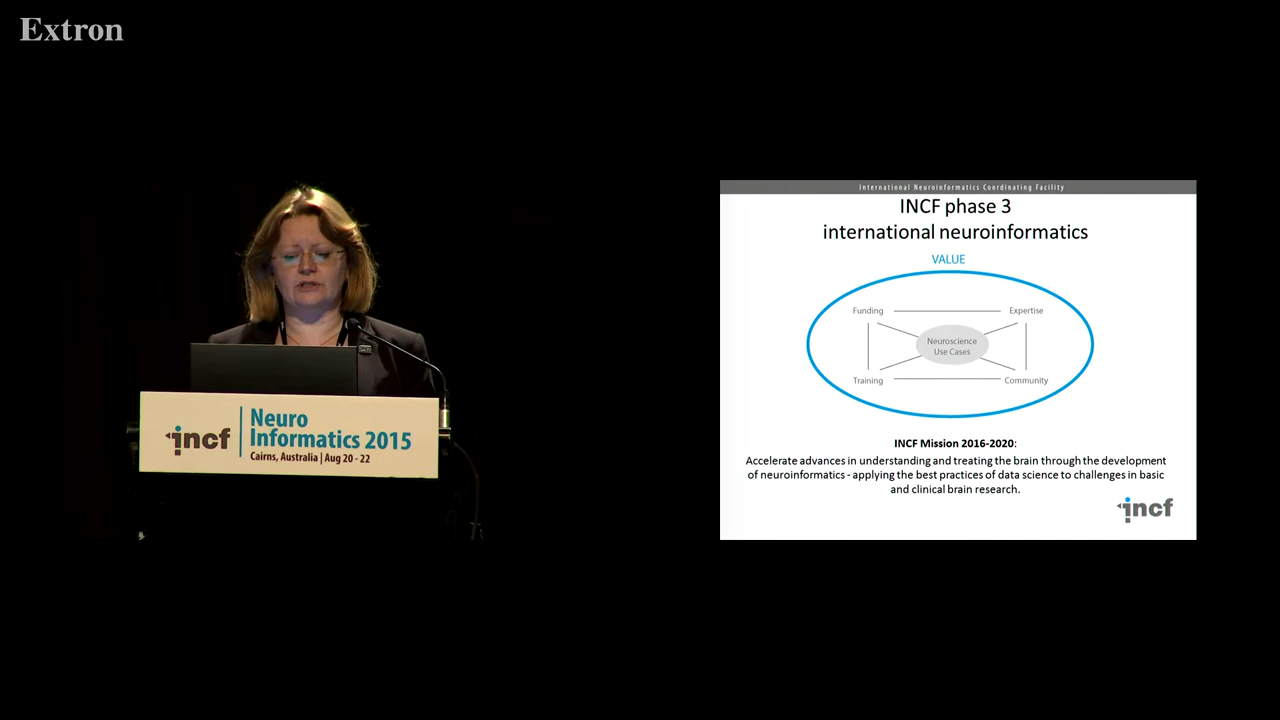 Extron
incf
Neuro
Informatics 2015
Cairns, Australia | Aug 20 - 22
International Neuroinformatics Coordinating Facility
INCF phase 3
international neuroinformatics
VALUE
Funding
Expertise
Neuroscience
Use Cases
Training
Community
INCF Mission 2016-2020:
Accelerate advances in understanding and treating the brain through the development
of neuroinformatics - applying the best practices of data science to challenges in basic
and clinical brain research.
incf